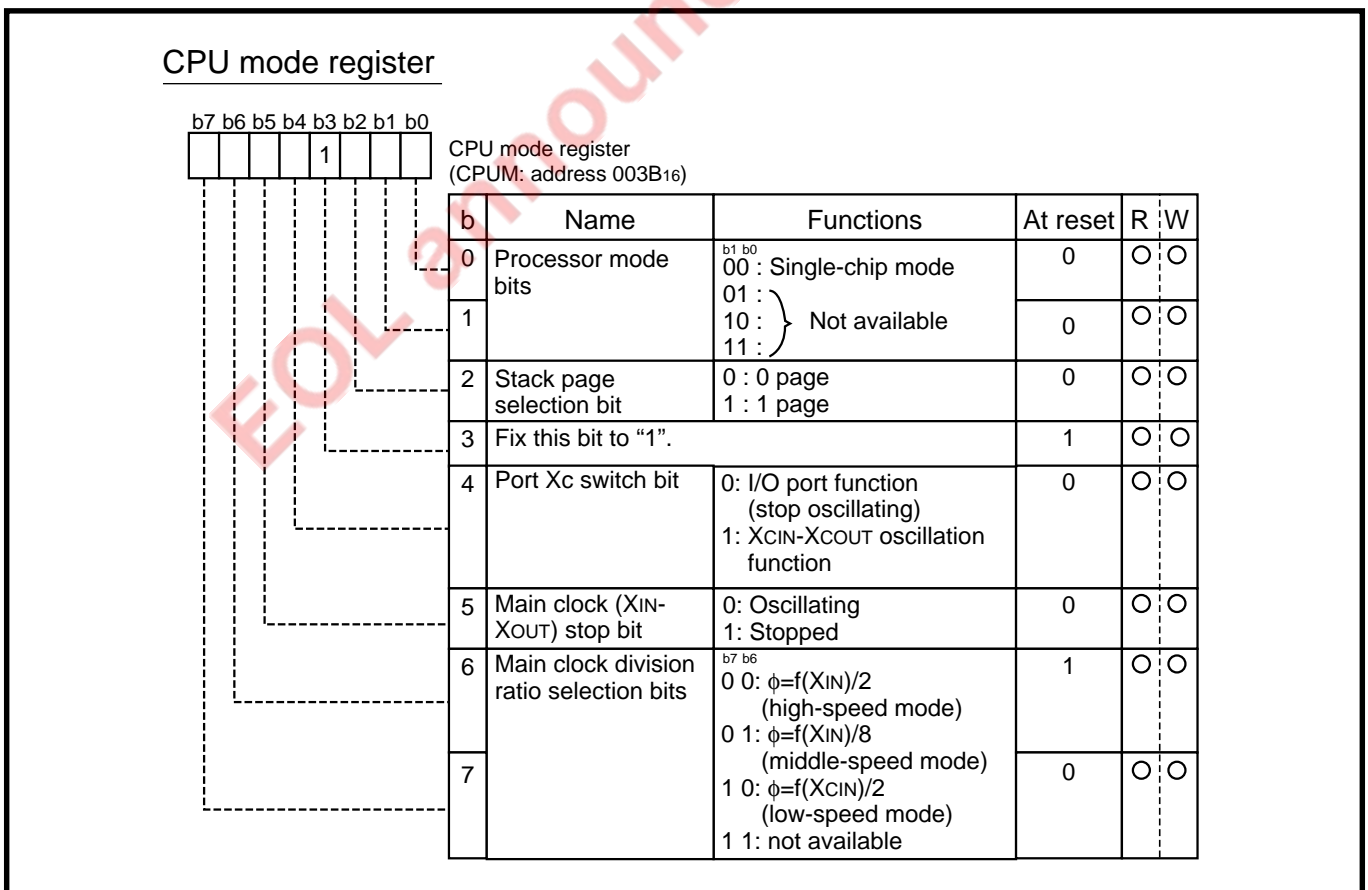 EOL announ
CPU mode register
b7 b6 b5 b4 b3 b2 b1 b0
1
CPU mode register
(CPUM: address 003B16)
b Name Functions At reset R W
0 Processor mode bits
b1 b0
00 : Single-chip mode
01 :
10 : Not available
11 :
0
1
0
2 Stack page selection bit
0 : 0 page
1 : 1 page
0
3 Fix this bit to “1”. 1
4 Port Xc switch bit
0: I/O port function
(stop oscillating)
1: XCIN-XCOUT oscillation
function
0
5 Main clock (XIN-
XOUT) stop bit
0: Oscillating
1: Stopped
0
6 Main clock division
ratio selection bits
b7 b6
0 0: φ=f(XIN)/2
(high-speed mode)
0 1: φ=f(XIN)/8
(middle-speed mode)
1 0: φ=f(XCIN)/2
(low-speed mode)
1 1: not available
1
7
0